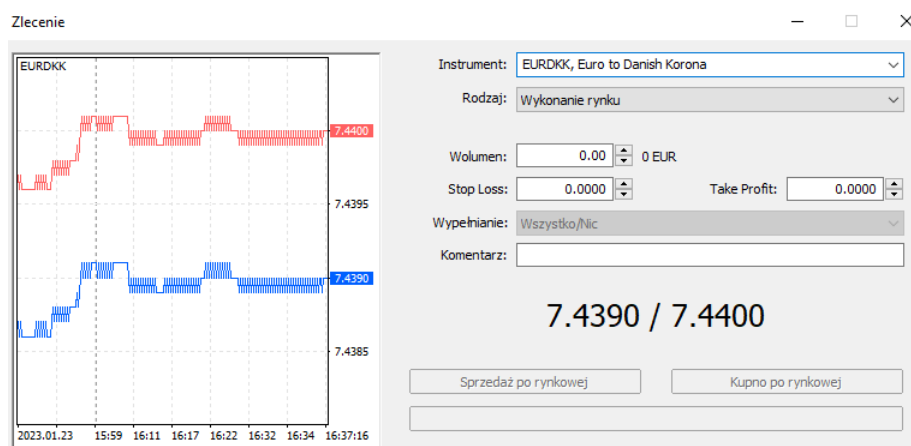 Zlecenie
EURDKK
7.4400
7.4395
7.4390
7.4385
2023.01.23 15:59 16:11 16:17 16:22 16:32 16:34 16:37:16
Instrument: EURDKK, Euro to Danish Korona
Rodzaj: Wykonanie rynku
Wolumen: 0.00 0 EUR
Stop Loss: 0.0000 Take Profit: 0.0000
Wypełnianie: Wszystko/Nic
Komentarz:
7.4390 / 7.4400
Sprzedaż po rynkowej Kupno po rynkowej